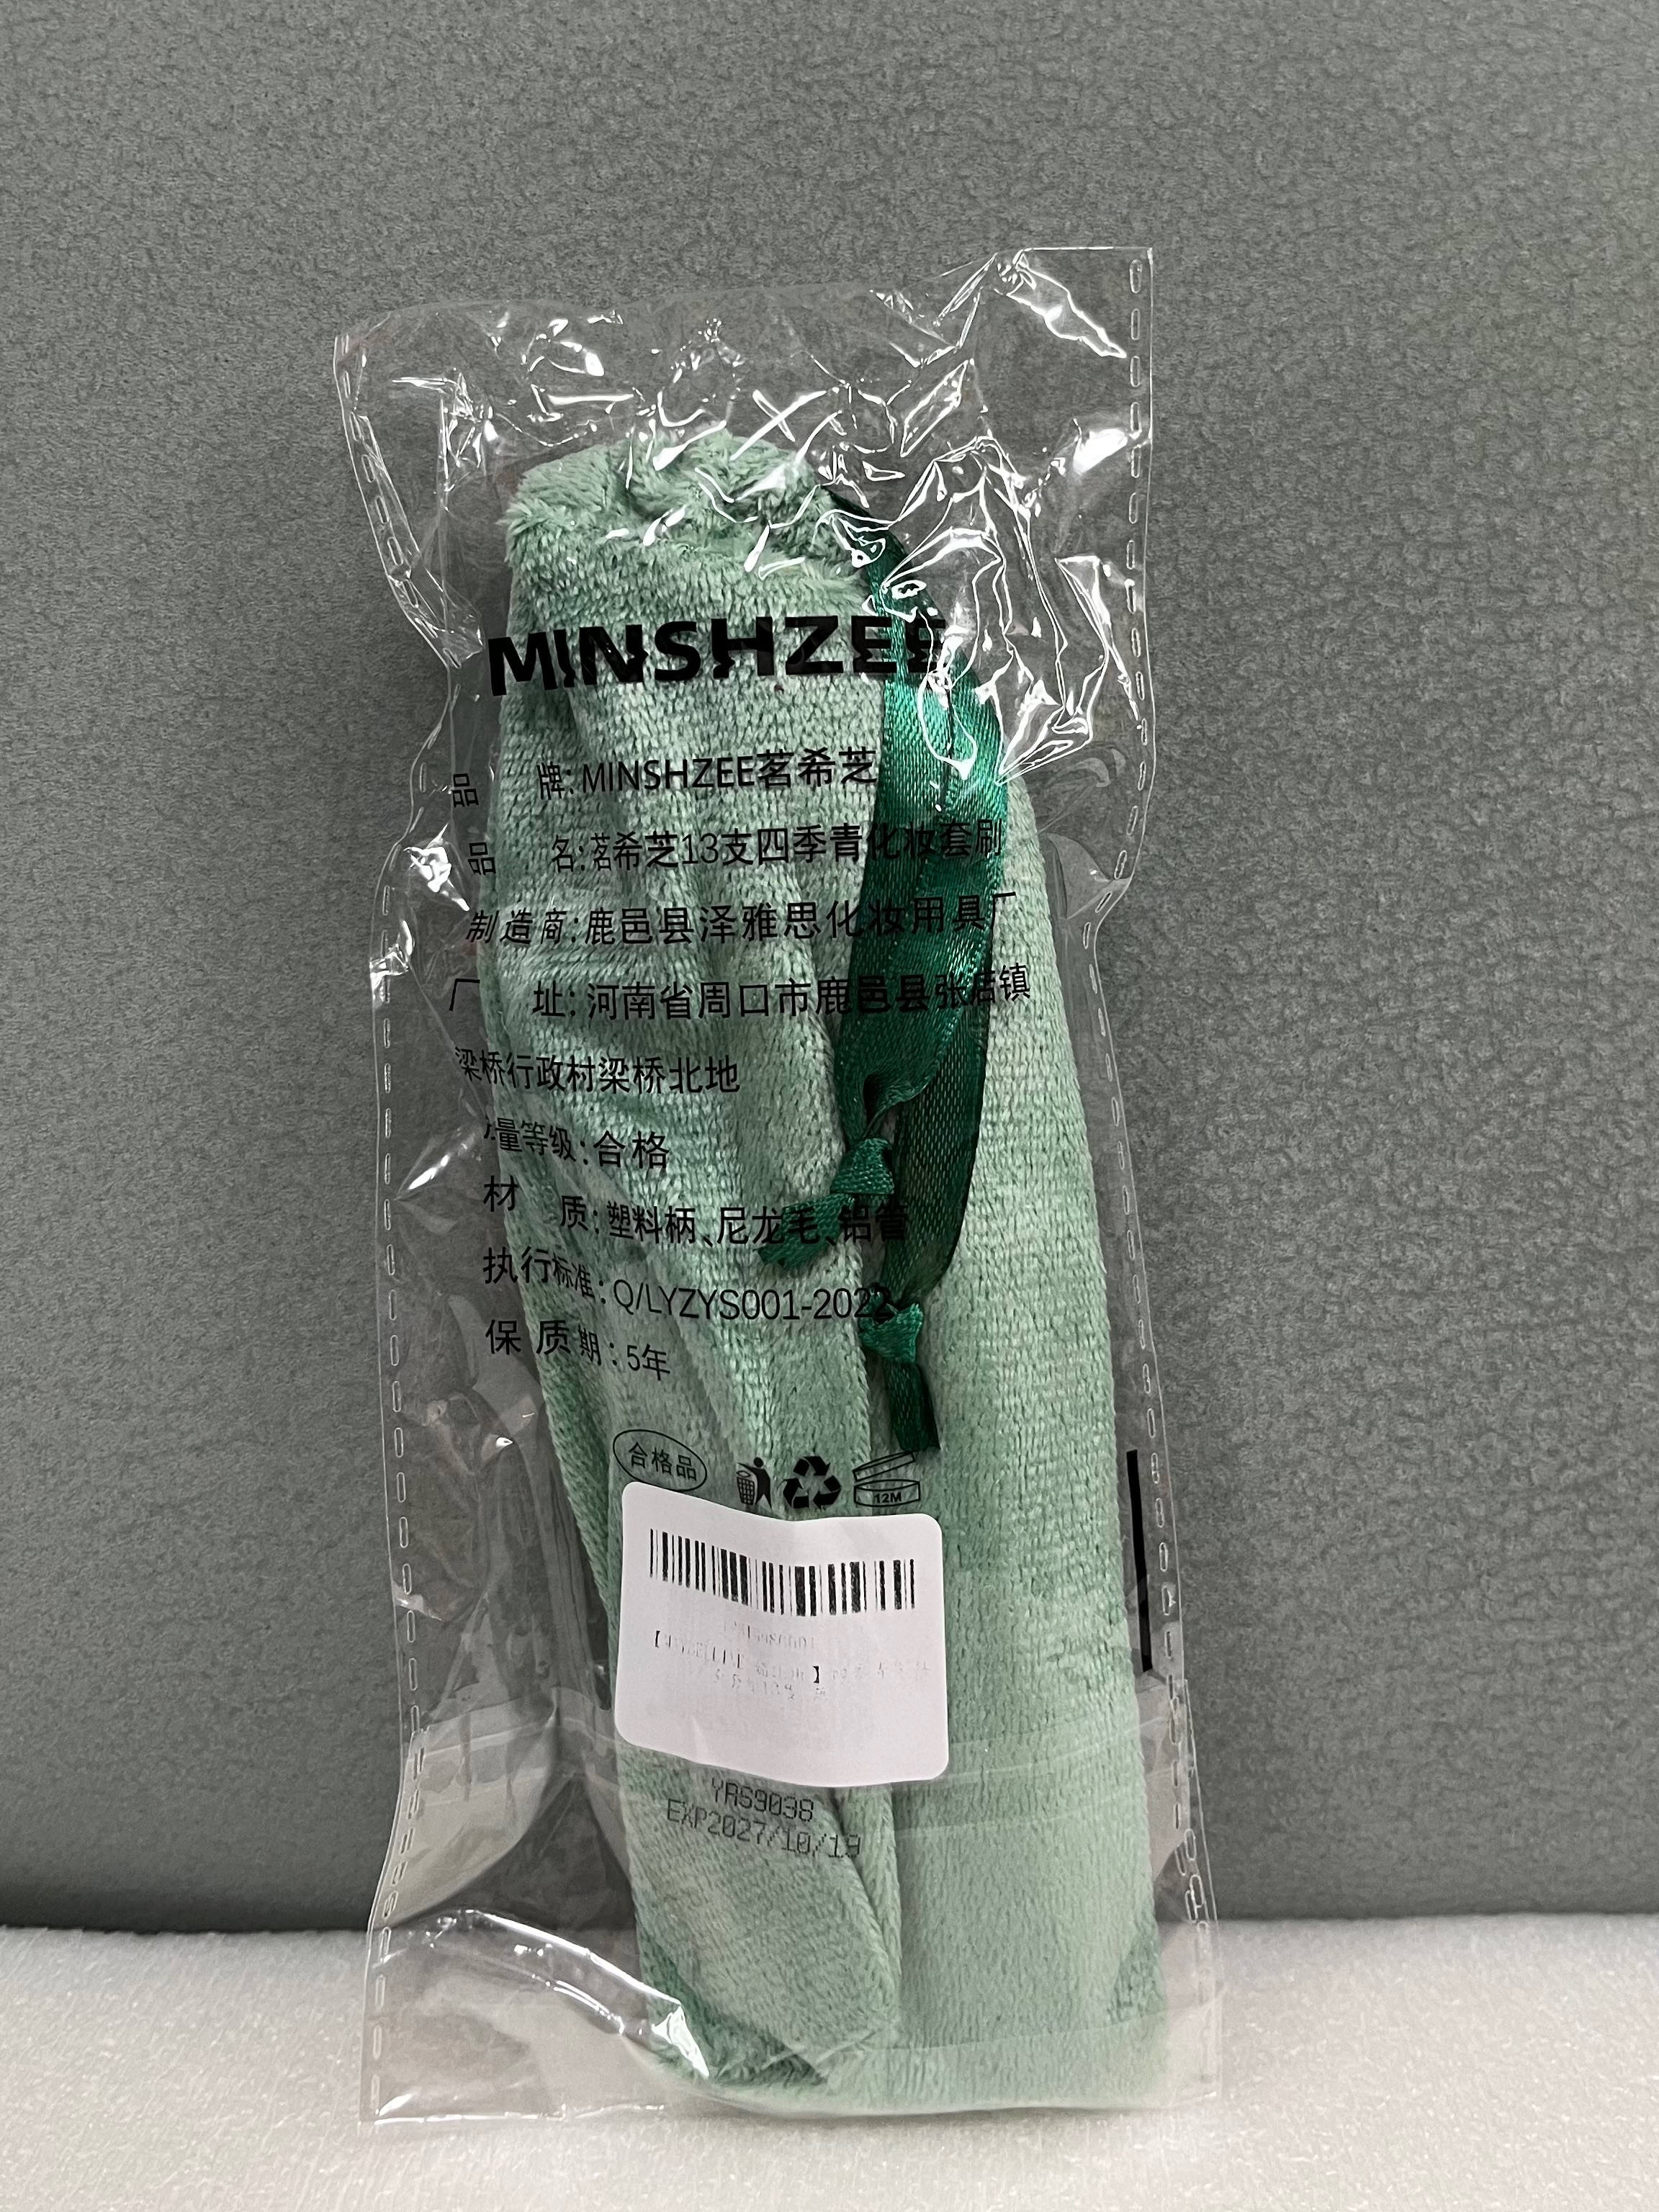 MINSHZEE
品 牌: MINSHZEE茗希芝
品 名: 茗希芝13支四季青化妆套刷
制造商: 鹿邑县泽雅思化妆用具厂
厂 址: 河南省周口市鹿邑县张店镇
梁桥行政村梁桥北地
量等级: 合格
材 质: 塑料柄、尼龙毛、铝管
执行标准: Q/LYZYS001-2022
保质期: 5年
合格品
12M
YAS9098
EXP2027/10/19